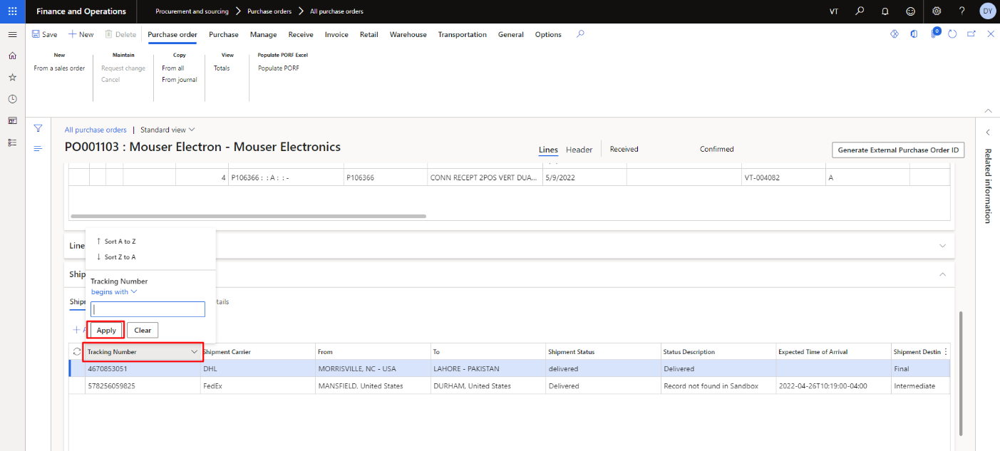 Finance and Operations
Procurement and sourcing > Purchase orders > All purchase orders
VT
?
DY
Save + New Delete Purchase order Purchase Manage Receive Invoice Retail Warehouse Transportation General Options
0
New Maintain Copy View Populate PORF Excel
From a sales order Request change From all Totals Populate PORF
Cancel From journal
All purchase orders | Standard view
PO001103 : Mouser Electron - Mouser Electronics
Lines Header Received Confirmed Generate External Purchase Order ID
Related information
4 P106366 : : A : : - P106366 CONN RECEPT 2POS VERT DUA... 5/9/2022 VT-004082 A
Line
↑ Sort A to Z
↓ Sort Z to A
Ship
Tracking Number
begins with
Shipr tails
+ A
Apply Clear
Tracking Number Shipment Carrier From To Shipment Status Status Description Expected Time of Arrival Shipment Destin
4670853051 DHL MORRISVILLE, NC - USA LAHORE - PAKISTAN delivered Delivered Final
578256059825 FedEx MANSFIELD, United States DURHAM, United States Delivered Record not found in Sandbox 2022-04-26T10:19:00-04:00 Intermediate